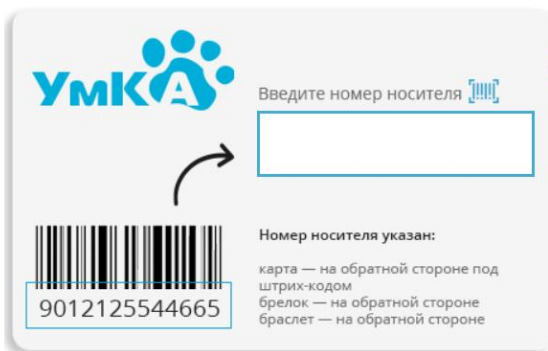 УмКА
Введите номер носителя
9012125544665
Номер носителя указан:
карта — на обратной стороне под
штрих-кодом
брелок — на обратной стороне
браслет — на обратной стороне